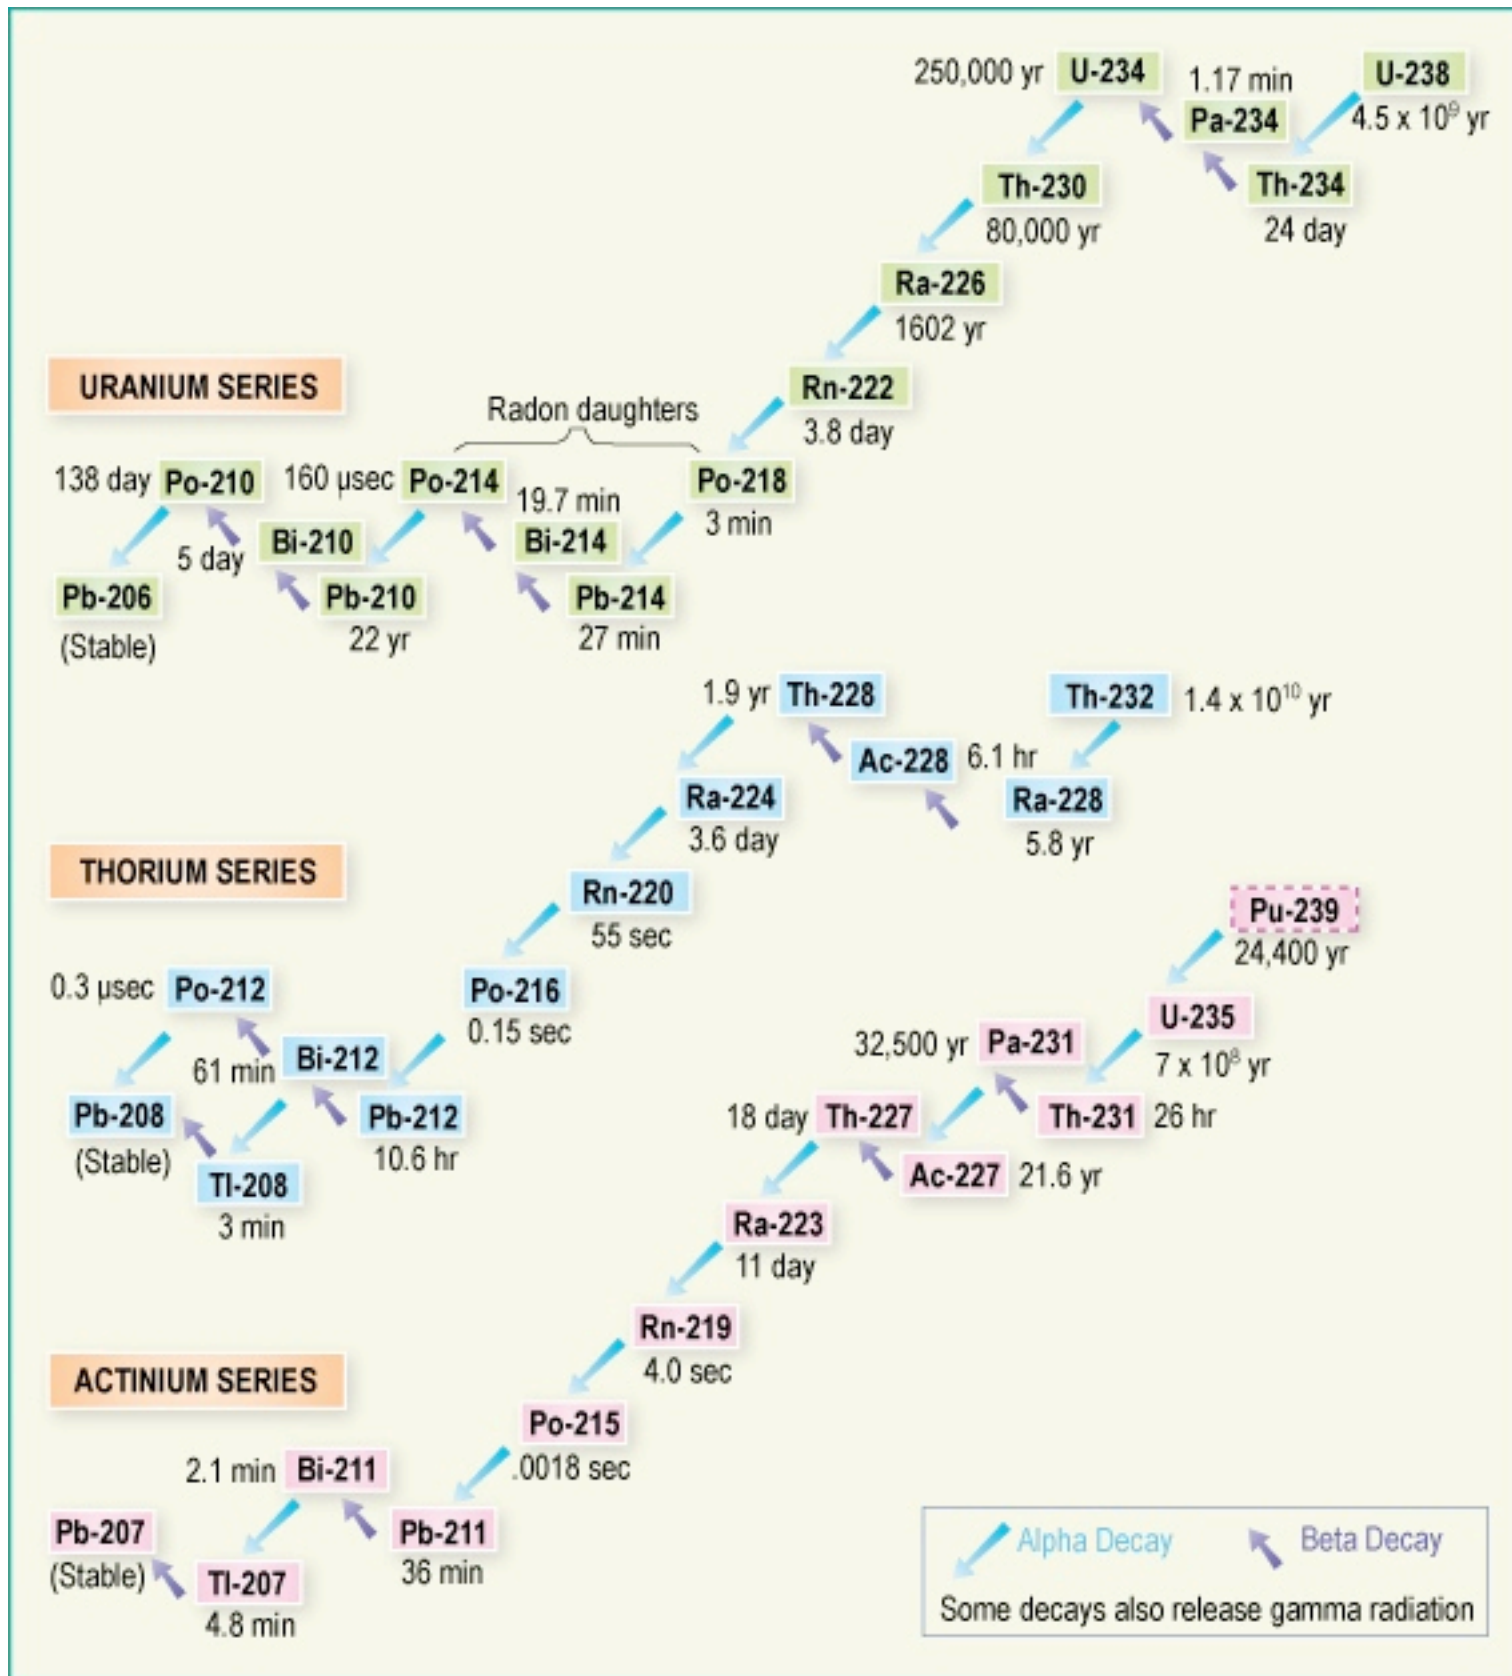 250,000 yr
U-234
1.17 min
U-238
Pa-234
4.5 x 10⁹ yr
Th-230
Th-234
80,000 yr
24 day
Ra-226
1602 yr
URANIUM SERIES
Rn-222
Radon daughters
3.8 day
138 day
Po-210
160 µsec
Po-214
19.7 min
Po-218
3 min
5 day
Bi-210
Bi-214
Pb-206
Pb-210
Pb-214
(Stable)
22 yr
27 min
1.9 yr
Th-228
Th-232
1.4 x 10¹⁰ yr
Ac-228
6.1 hr
Ra-224
Ra-228
3.6 day
5.8 yr
THORIUM SERIES
Rn-220
55 sec
Pu-239
24,400 yr
0.3 µsec
Po-212
Po-216
0.15 sec
U-235
7 x 10⁸ yr
32,500 yr
Pa-231
61 min
Bi-212
Pb-208
Pb-212
18 day
Th-227
Th-231
26 hr
(Stable)
10.6 hr
Tl-208
3 min
Ac-227
21.6 yr
Ra-223
11 day
Rn-219
4.0 sec
ACTINIUM SERIES
Po-215
.0018 sec
2.1 min
Bi-211
Pb-207
Pb-211
(Stable)
36 min
Tl-207
4.8 min
Alpha Decay
Beta Decay
Some decays also release gamma radiation